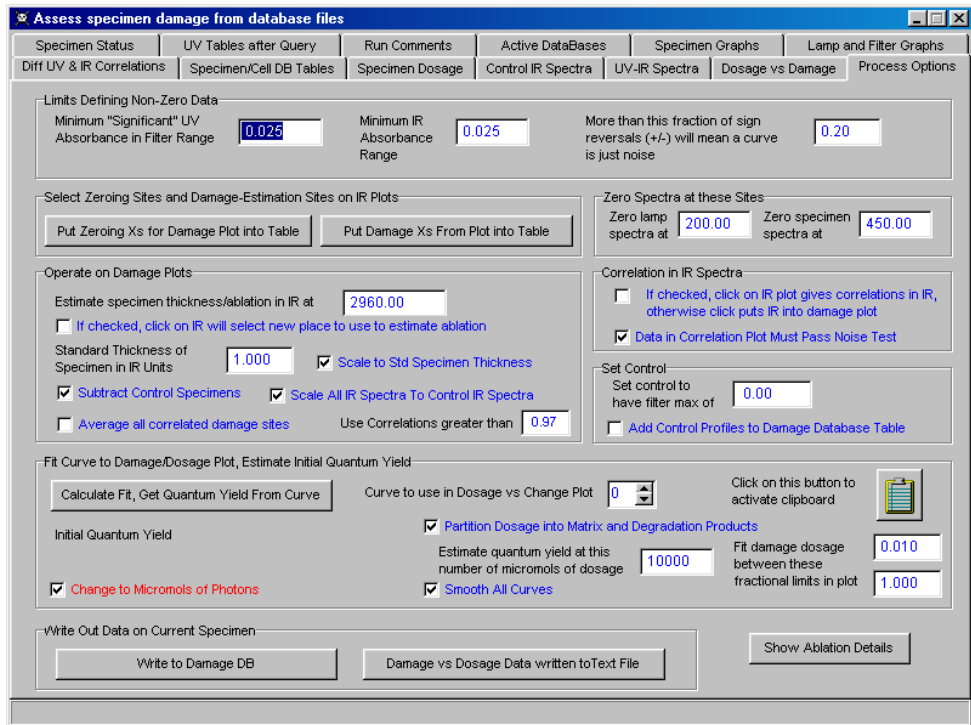 Assess specimen damage from database files
Specimen Status
UV Tables after Query
Run Comments
Active DataBases
Specimen Graphs
Lamp and Filter Graphs
Diff UV & IR Correlations
Specimen/Cell DB Tables
Specimen Dosage
Control IR Spectra
UV-IR Spectra
Dosage vs Damage
Process Options
Limits Defining Non-Zero Data
Minimum "Significant" UV
Absorbance in Filter Range
0.025
Minimum IR
Absorbance
Range
0.025
More than this fraction of sign
reversals (+/-) will mean a curve
is just noise
0.20
Select Zeroing Sites and Damage-Estimation Sites on IR Plots
Put Zeroing Xs for Damage Plot into Table
Put Damage Xs From Plot into Table
Zero Spectra at these Sites
Zero lamp
spectra at
200.00
Zero specimen
spectra at
450.00
Operate on Damage Plots
Estimate specimen thickness/ablation in IR at
2960.00
If checked, click on IR will select new place to use to estimate ablation
Standard Thickness of
Specimen in IR Units
1.000
Scale to Std Specimen Thickness
Subtract Control Specimens
Scale All IR Spectra To Control IR Spectra
Average all correlated damage sites
Use Correlations greater than
0.97
Correlation in IR Spectra
If checked, click on IR plot gives correlations in IR,
otherwise click puts IR into damage plot
Data in Correlation Plot Must Pass Noise Test
Set Control
Set control to
have filter max of
0.00
Add Control Profiles to Damage Database Table
Fit Curve to Damage/Dosage Plot, Estimate Initial Quantum Yield
Calculate Fit, Get Quantum Yield From Curve
Curve to use in Dosage vs Change Plot
0
Click on this button to
activate clipboard
Initial Quantum Yield
Partition Dosage into Matrix and Degradation Products
Estimate quantum yield at this
number of micromols of dosage
10000
Fit damage dosage
between these
fractional limits in plot
0.010
1.000
Change to Micromols of Photons
Smooth All Curves
Write Out Data on Current Specimen
Write to Damage DB
Damage vs Dosage Data written toText File
Show Ablation Details